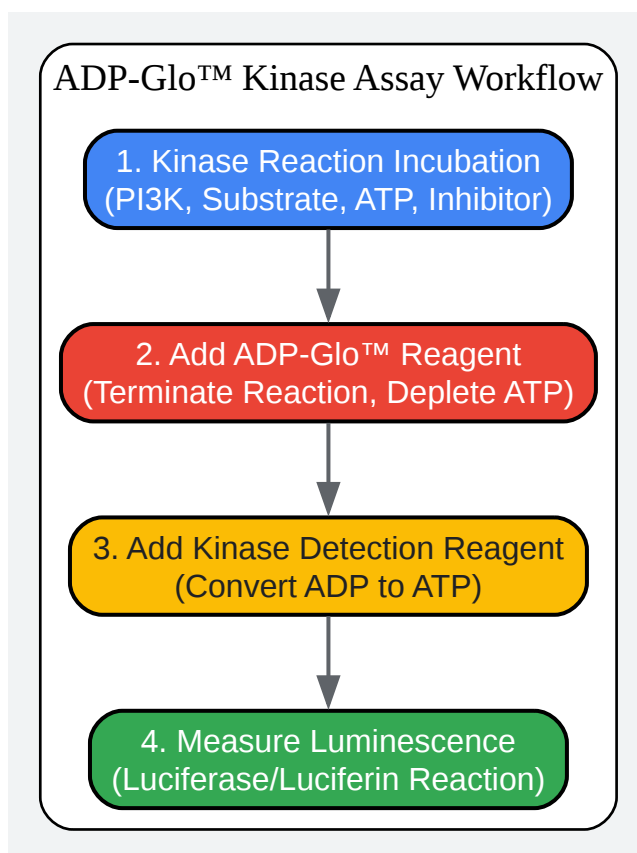 ADP-Glo™ Kinase Assay Workflow
1. Kinase Reaction Incubation
(PI3K, Substrate, ATP, Inhibitor)
2. Add ADP-Glo™ Reagent
(Terminate Reaction, Deplete ATP)
3. Add Kinase Detection Reagent
(Convert ADP to ATP)
4. Measure Luminescence
(Luciferase/Luciferin Reaction)